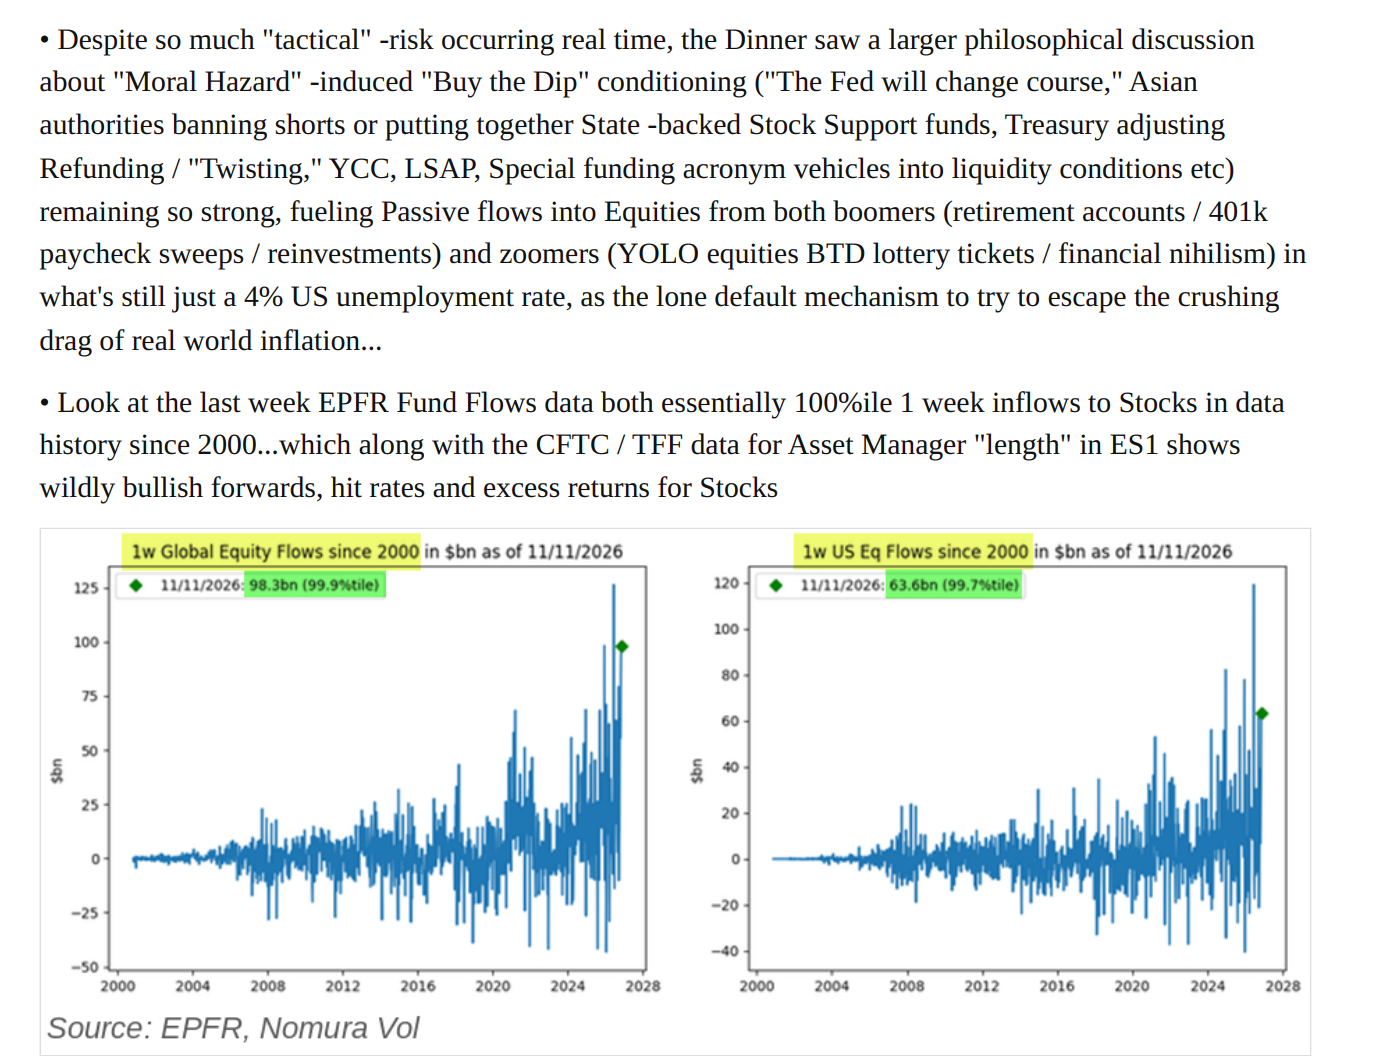 • Despite so much "tactical" -risk occurring real time, the Dinner saw a larger philosophical discussion
about "Moral Hazard" -induced "Buy the Dip" conditioning ("The Fed will change course," Asian
authorities banning shorts or putting together State -backed Stock Support funds, Treasury adjusting
Refunding / "Twisting," YCC, LSAP, Special funding acronym vehicles into liquidity conditions etc)
remaining so strong, fueling Passive flows into Equities from both boomers (retirement accounts / 401k
paycheck sweeps / reinvestments) and zoomers (YOLO equities BTD lottery tickets / financial nihilism) in
what's still just a 4% US unemployment rate, as the lone default mechanism to try to escape the crushing
drag of real world inflation...
• Look at the last week EPFR Fund Flows data both essentially 100%ile 1 week inflows to Stocks in data
history since 2000...which along with the CFTC / TFF data for Asset Manager "length" in ES1 shows
wildly bullish forwards, hit rates and excess returns for Stocks
1w Global Equity Flows since 2000 in $bn as of 11/11/2026
11/11/2026: 98.3bn (99.9%tile)
125
100
75
50
25
0
−25
−50
$bn
2000 2004 2008 2012 2016 2020 2024 2028
1w US Eq Flows since 2000 in $bn as of 11/11/2026
11/11/2026: 63.6bn (99.7%tile)
120
100
80
60
40
20
0
−20
−40
$bn
2000 2004 2008 2012 2016 2020 2024 2028
Source: EPFR, Nomura Vol